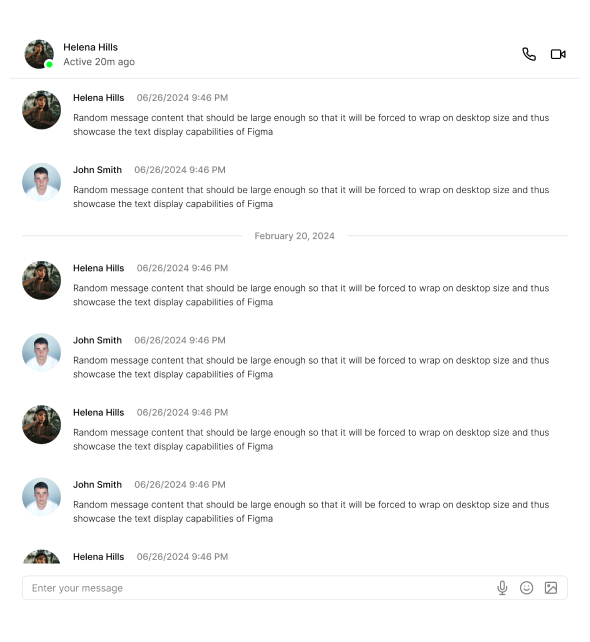 Helena Hills
Active 20m ago
Helena Hills 06/26/2024 9:46 PM
Random message content that should be large enough so that it will be forced to wrap on desktop size and thus
showcase the text display capabilities of Figma
John Smith 06/26/2024 9:46 PM
Random message content that should be large enough so that it will be forced to wrap on desktop size and thus
showcase the text display capabilities of Figma
February 20, 2024
Helena Hills 06/26/2024 9:46 PM
Random message content that should be large enough so that it will be forced to wrap on desktop size and thus
showcase the text display capabilities of Figma
John Smith 06/26/2024 9:46 PM
Random message content that should be large enough so that it will be forced to wrap on desktop size and thus
showcase the text display capabilities of Figma
Helena Hills 06/26/2024 9:46 PM
Random message content that should be large enough so that it will be forced to wrap on desktop size and thus
showcase the text display capabilities of Figma
John Smith 06/26/2024 9:46 PM
Random message content that should be large enough so that it will be forced to wrap on desktop size and thus
showcase the text display capabilities of Figma
Helena Hills 06/26/2024 9:46 PM
Enter your message